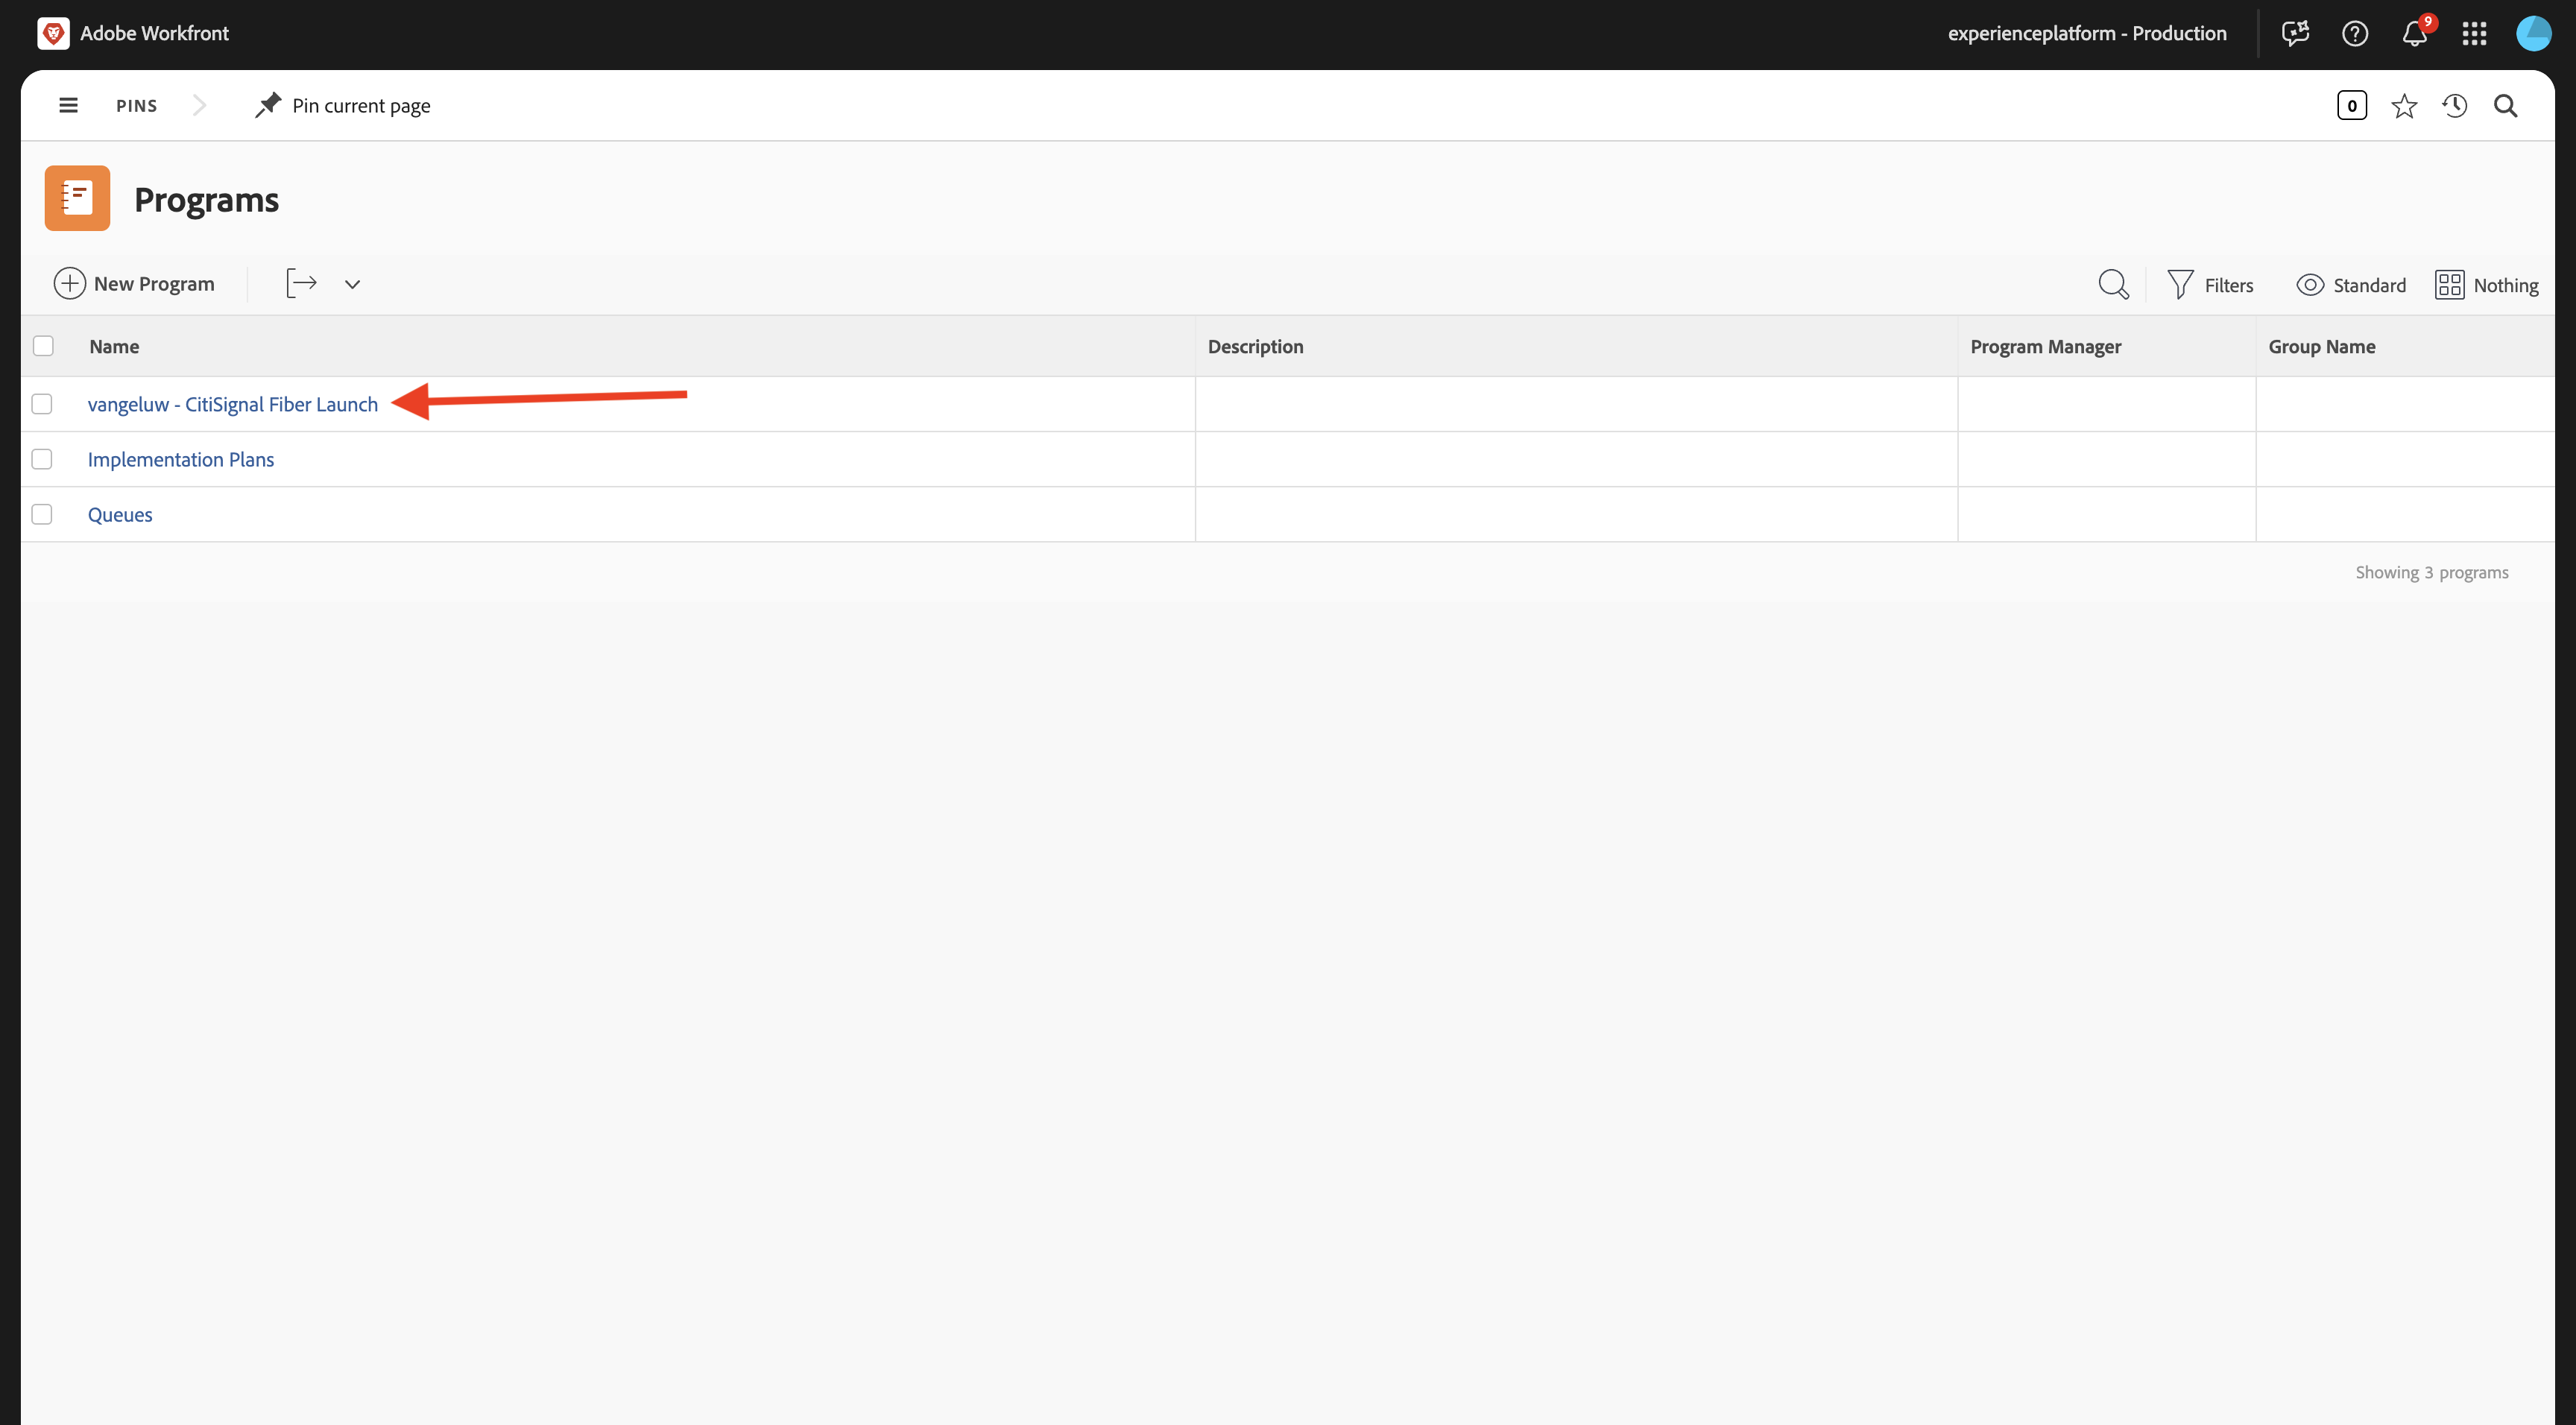 Adobe Workfront
experienceplatform - Production
9
PINS
Pin current page
0
Programs
New Program
Filters
Standard
Nothing
Name
Description
Program Manager
Group Name
vangeluw - CitiSignal Fiber Launch
Implementation Plans
Queues
Showing 3 programs